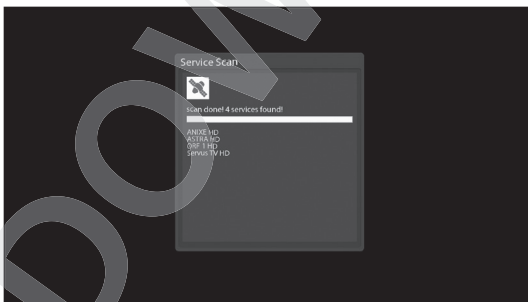 Service Scan
scan done! 4 services found!
ANIXE HD
ASTRA HD
ORF 1 HD
Servus TV HD